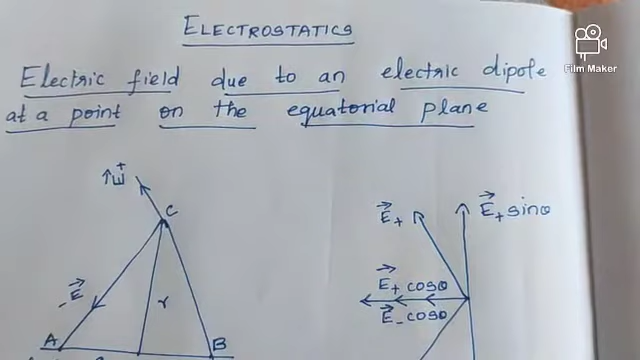 ELECTROSTATICS
Film Maker
Electric field due to an electric dipole
at a point on the equatorial plane
E+
C
E-
r
A
B
E+
E+ sinθ
E+ cosθ
E- cosθ